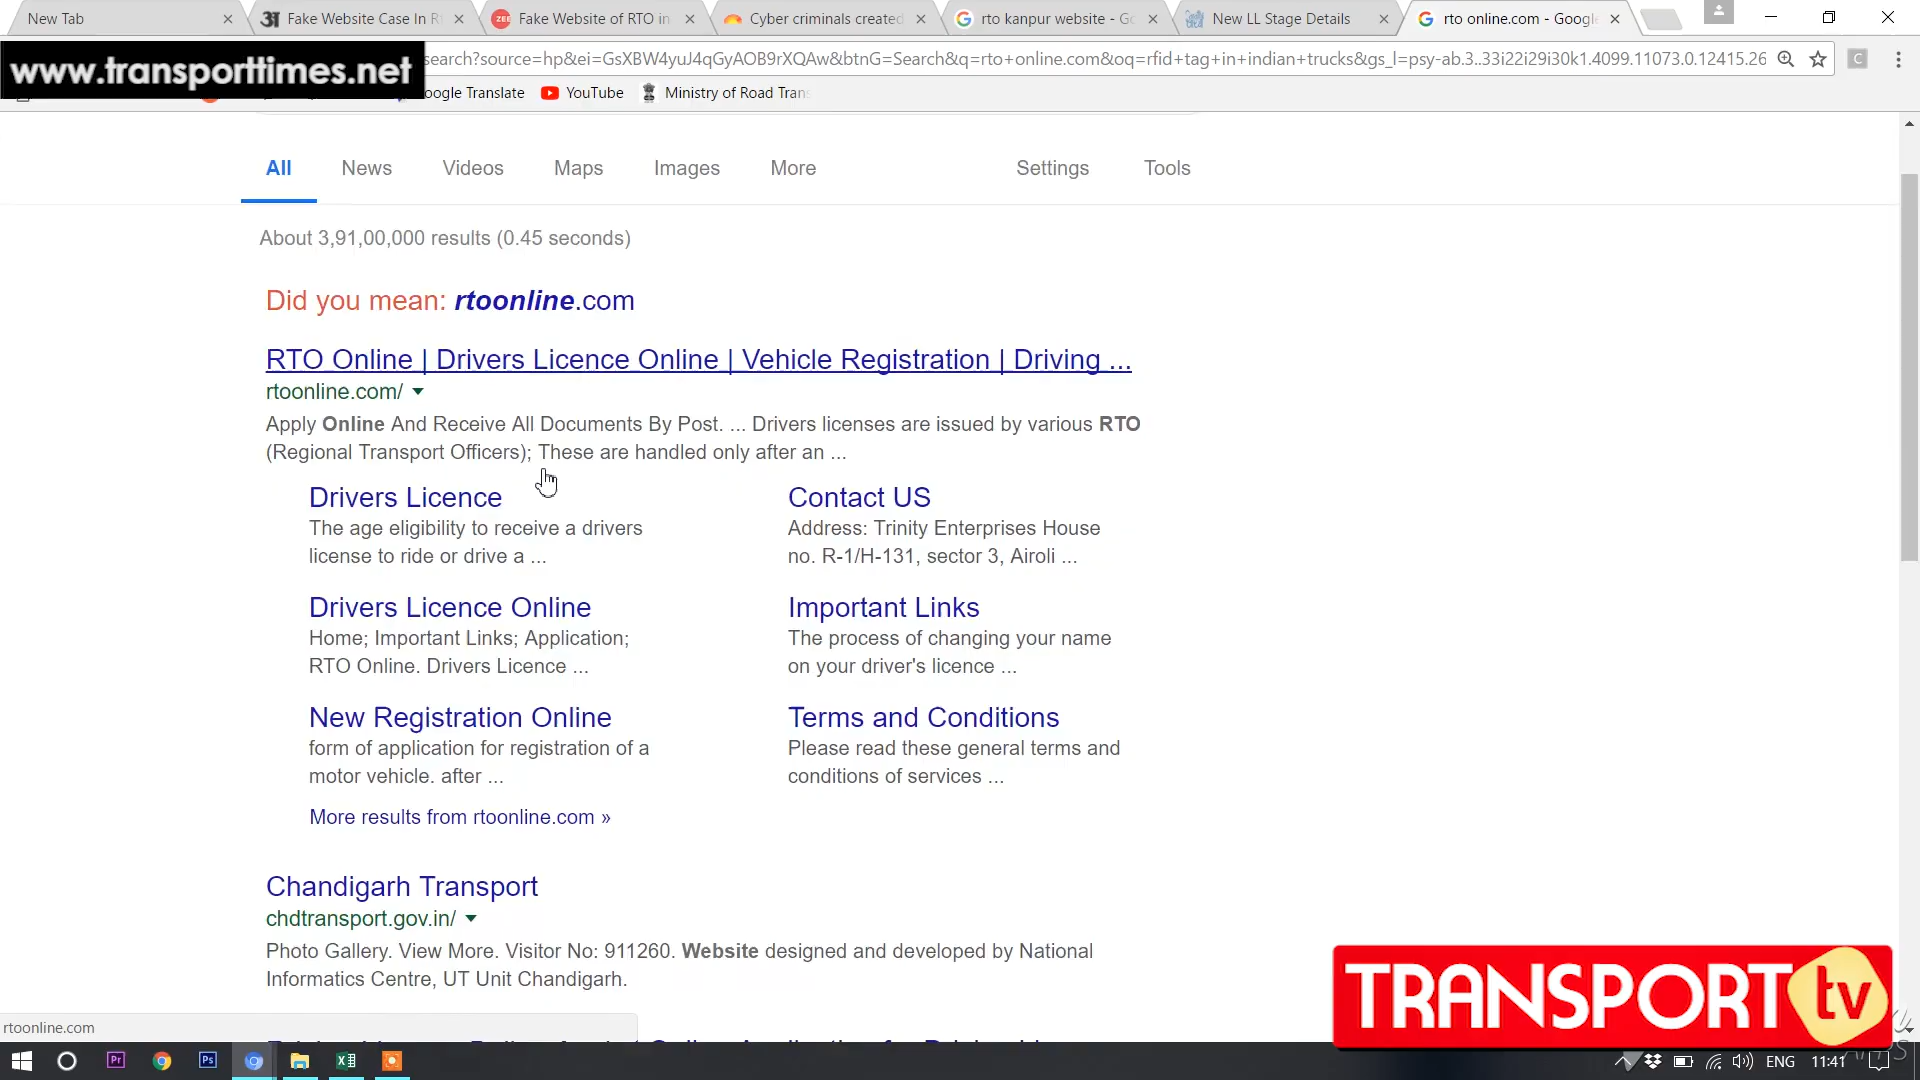 New Tab
Fake Website Case In R
Fake Website of RTO in
Cyber criminals created
rto kanpur website - Go
New LL Stage Details
rto online.com - Google
www.transporttimes.net
search?source=hp&ei=GsXBW4yuJ4qGyAOB9rXQAw&btnG=Search&q=rto+online.com&oq=rfid+tag+in+indian+trucks&gs_l=psy-ab.3..33i22i29i30k1.4099.11073.0.12415.26
oogle Translate
YouTube
Ministry of Road Tran
All
News
Videos
Maps
Images
More
Settings
Tools
About 3,91,00,000 results (0.45 seconds)
Did you mean: rtoonline.com
RTO Online | Drivers Licence Online | Vehicle Registration | Driving ...
rtoonline.com/
Apply Online And Receive All Documents By Post. ... Drivers licenses are issued by various RTO
(Regional Transport Officers); These are handled only after an ...
Drivers Licence
The age eligibility to receive a drivers
license to ride or drive a ...
Contact US
Address: Trinity Enterprises House
no. R-1/H-131, sector 3, Airoli ...
Drivers Licence Online
Home; Important Links; Application;
RTO Online. Drivers Licence ...
Important Links
The process of changing your name
on your driver's licence ...
New Registration Online
form of application for registration of a
motor vehicle. after ...
Terms and Conditions
Please read these general terms and
conditions of services ...
More results from rtoonline.com »
Chandigarh Transport
chdtransport.gov.in/
Photo Gallery. View More. Visitor No: 911260. Website designed and developed by National
Informatics Centre, UT Unit Chandigarh.
TRANSPORT tv
rtoonline.com
Pr
Ps
ENG
11:41